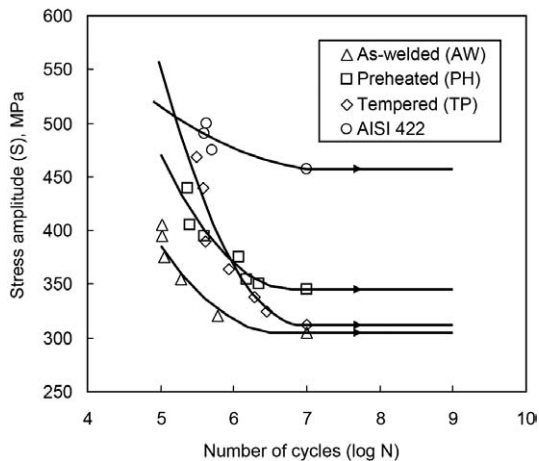 600
550
500
450
400
350
300
250
Stress amplitude (S), MPa
As-welded (AW)
Preheated (PH)
Tempered (TP)
AISI 422
4 5 6 7 8 9 10
Number of cycles (log N)